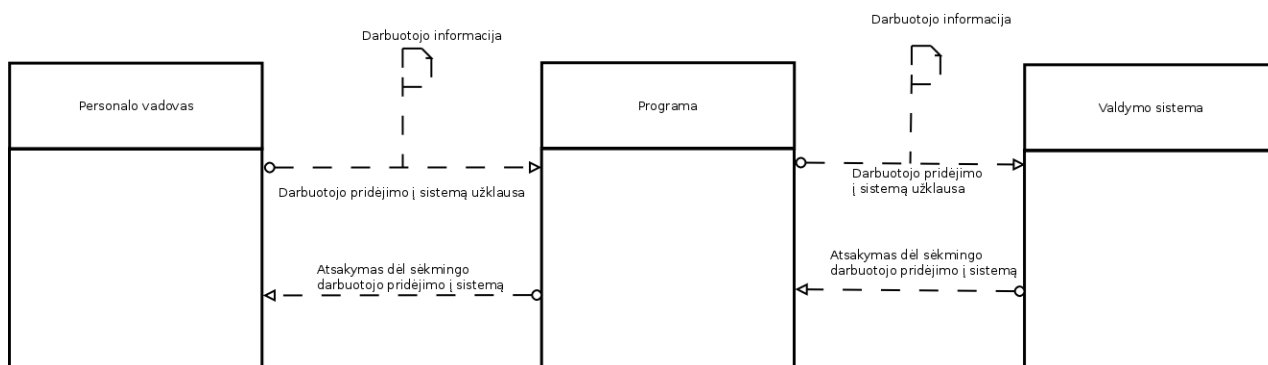 Darbuotojo informacija
Darbuotojo informacija
Personalo vadovas
Programa
Valdymo sistema
Darbuotojo pridėjimo į sistemą užklausa
Darbuotojo pridėjimo
į sistemą užklausa
Atsakymas dėl sėkmingo
darbuotojo pridėjimo į sistemą
Atsakymas dėl sėkmingo
darbuotojo pridėjimo į sistemą